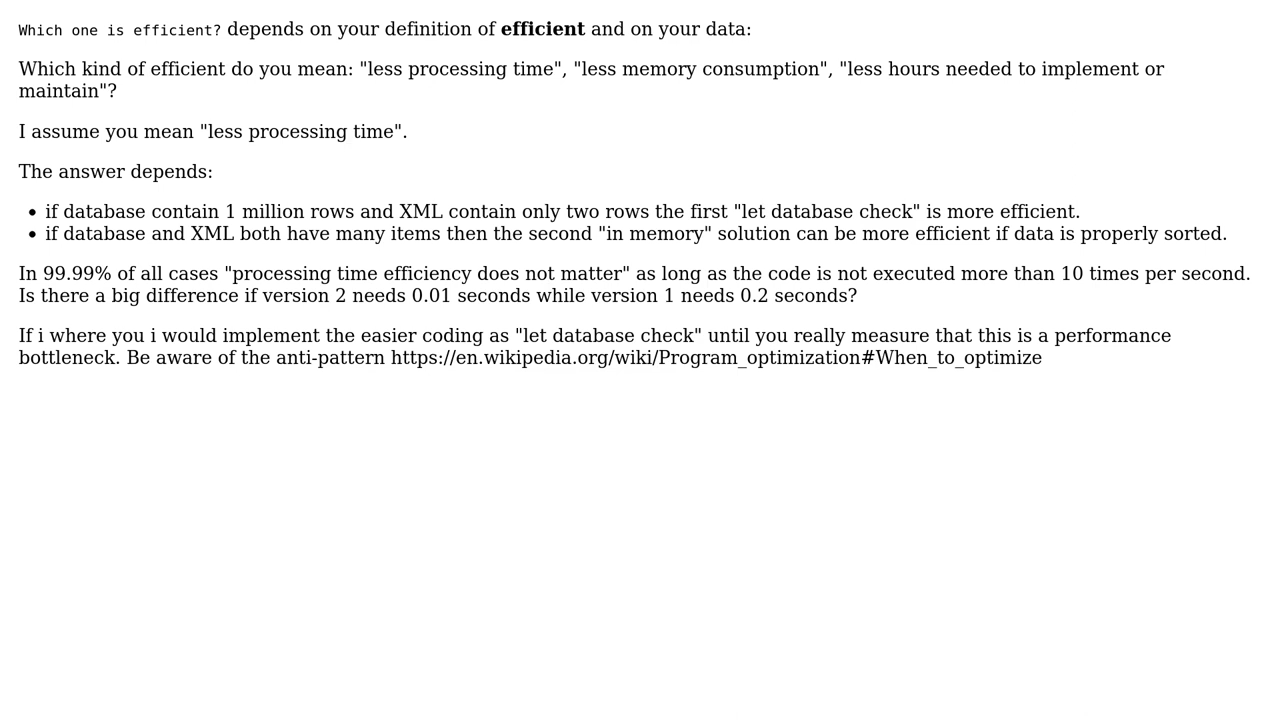 Which one is efficient? depends on your definition of efficient and on your data:
Which kind of efficient do you mean: "less processing time", "less memory consumption", "less hours needed to implement or
maintain"?
I assume you mean "less processing time".
The answer depends:
• if database contain 1 million rows and XML contain only two rows the first "let database check" is more efficient.
• if database and XML both have many items then the second "in memory" solution can be more efficient if data is properly sorted.
In 99.99% of all cases "processing time efficiency does not matter" as long as the code is not executed more than 10 times per second.
Is there a big difference if version 2 needs 0.01 seconds while version 1 needs 0.2 seconds?
If i where you i would implement the easier coding as "let database check" until you really measure that this is a performance
bottleneck. Be aware of the anti-pattern https://en.wikipedia.org/wiki/Program_optimization#When_to_optimize